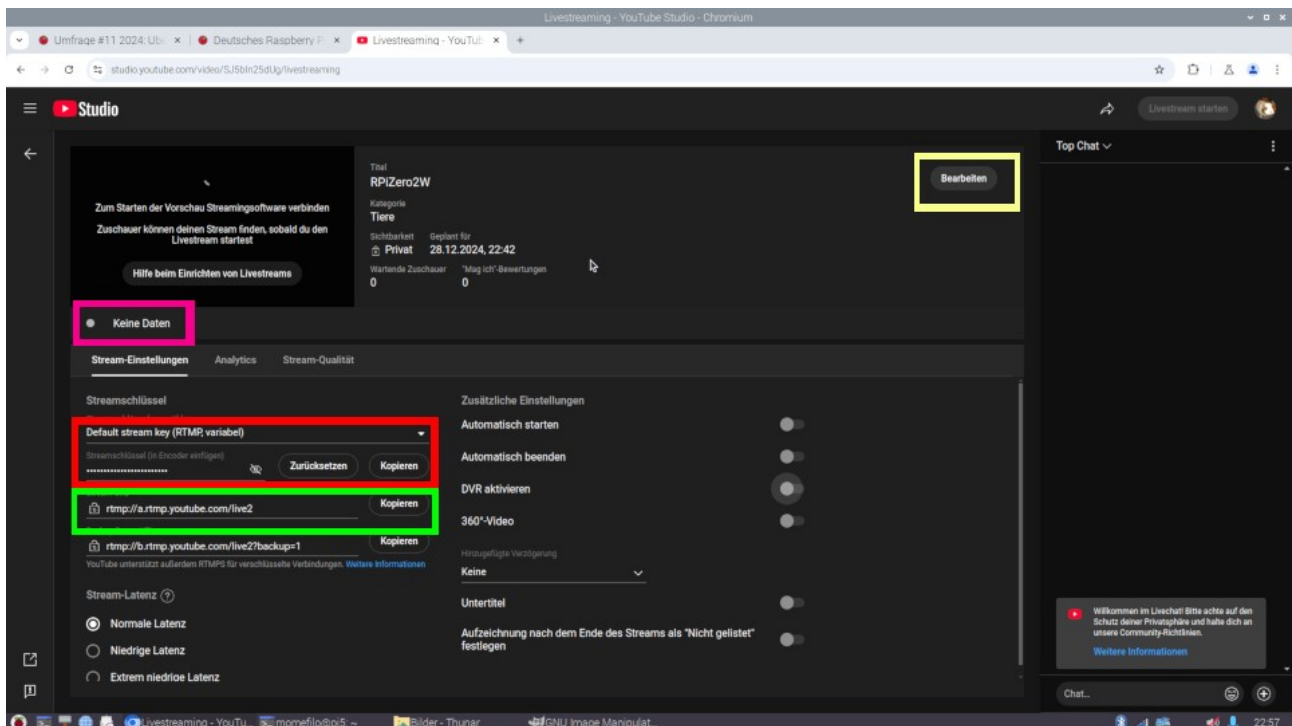 Livestreaming - YouTube Studio - Chromium
Umfrage #11 2024: Üb
Deutsches Raspberry P
Livestreaming - YouTub
studio.youtube.com/video/SJ5bIn25dUg/livestreaming
Studio
Livestream starten
Zum Starten der Vorschau Streamingsoftware verbinden
Zuschauer können deinen Stream finden, sobald du den
Livestream startest
Hilfe beim Einrichten von Livestreams
Titel
RPiZero2W
Kategorie
Tiere
Sichtbarkeit Geplant für
Privat 28.12.2024, 22:42
Wartende Zuschauer "Mag ich"-Bewertungen
0 0
Bearbeiten
Keine Daten
Stream-Einstellungen Analytics Stream-Qualität
Streamschlüssel
Default stream key (RTMP, variabel)
Streamschlüssel (in Encoder einfügen)
••••••••••••••••••••••••
Zurücksetzen Kopieren
rtmp://a.rtmp.youtube.com/live2
Kopieren
rtmp://b.rtmp.youtube.com/live2?backup=1
Kopieren
YouTube unterstützt außerdem RTMPS für verschlüsselte Verbindungen. Weitere Informationen
Stream-Latenz
Normale Latenz
Niedrige Latenz
Extrem niedrige Latenz
Zusätzliche Einstellungen
Automatisch starten
Automatisch beenden
DVR aktivieren
360°-Video
Hinzugefügte Verzögerung
Keine
Untertitel
Aufzeichnung nach dem Ende des Streams als "Nicht gelistet"
festlegen
Top Chat
Willkommen im Livechat! Bitte achte auf den
Schutz deiner Privatsphäre und halte dich an
unsere Community-Richtlinien.
Weitere Informationen
Chat...
Livestreaming - YouTu...
momefilo@pi5: ~
Bilder - Thunar
GNU Image Manipulat...
22:57